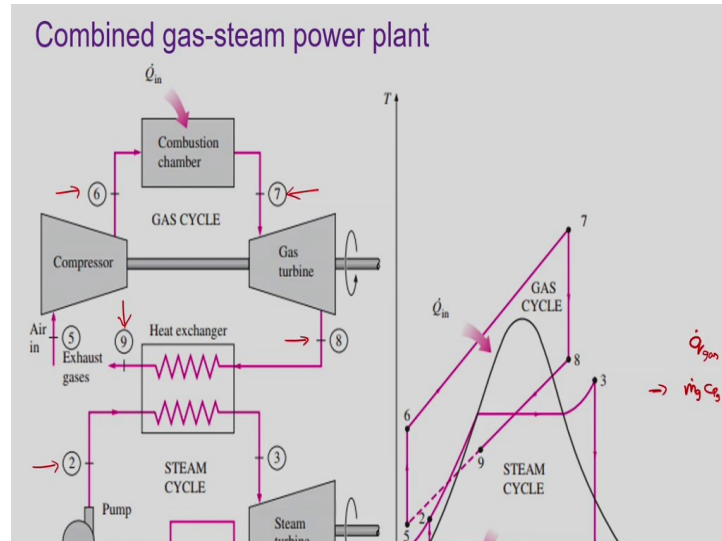 Combined gas-steam power plant
Q̇in
Combustion
chamber
6
7
GAS CYCLE
Compressor
Gas
turbine
Air
in
5
9
Heat exchanger
8
Exhaust
gases
2
3
STEAM
CYCLE
Pump
Steam
T
7
GAS
CYCLE
Q̇in
8
3
6
9
STEAM
CYCLE
2
5
Q̇gas
ṁg cpg